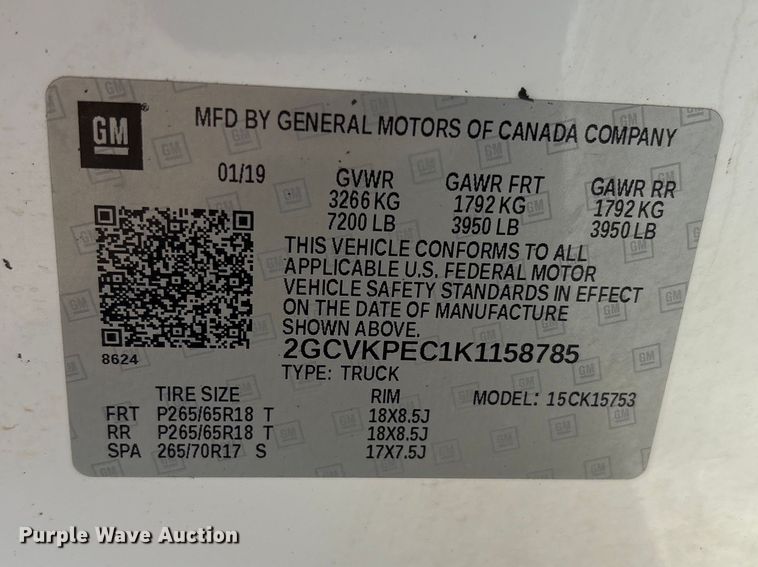 GM
MFD BY GENERAL MOTORS OF CANADA COMPANY
01/19 GVWR GAWR FRT GAWR RR
3266 KG 1792 KG 1792 KG
7200 LB 3950 LB 3950 LB
THIS VEHICLE CONFORMS TO ALL
APPLICABLE U.S. FEDERAL MOTOR
VEHICLE SAFETY STANDARDS IN EFFECT
ON THE DATE OF MANUFACTURE
SHOWN ABOVE.
8624
2GCVKPEC1K1158785
TYPE: TRUCK
TIRE SIZE RIM MODEL: 15CK15753
FRT P265/65R18 T 18X8.5J
RR P265/65R18 T 18X8.5J
SPA 265/70R17 S 17X7.5J
Purple Wave Auction